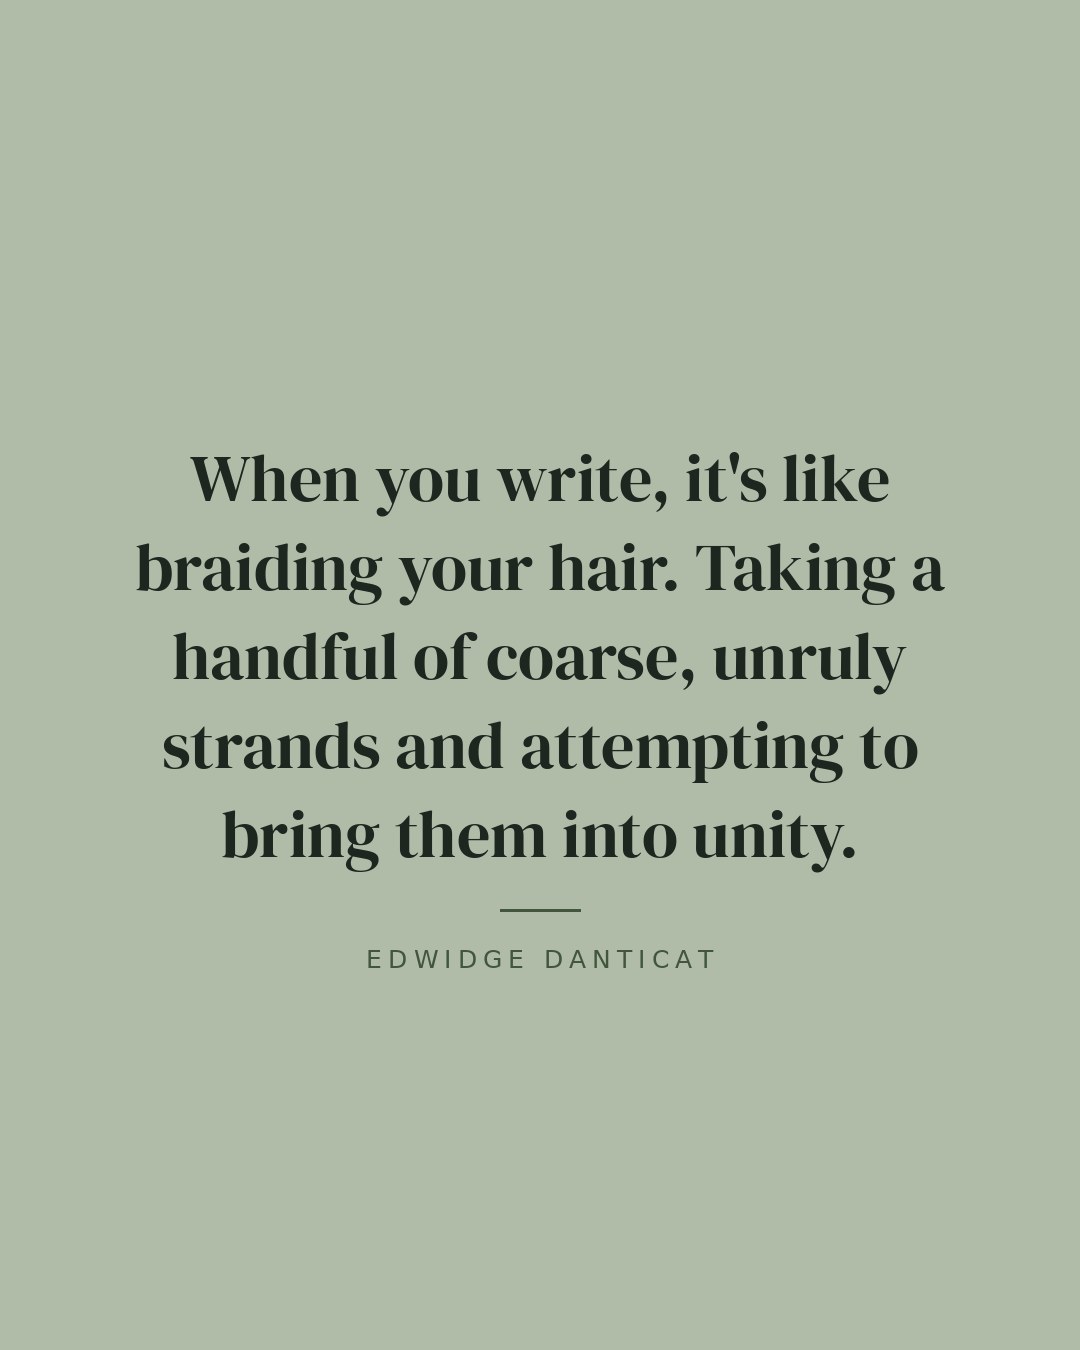 When you write, it's like
braiding your hair. Taking a
handful of coarse, unruly
strands and attempting to
bring them into unity.
EDWIDGE DANTICAT